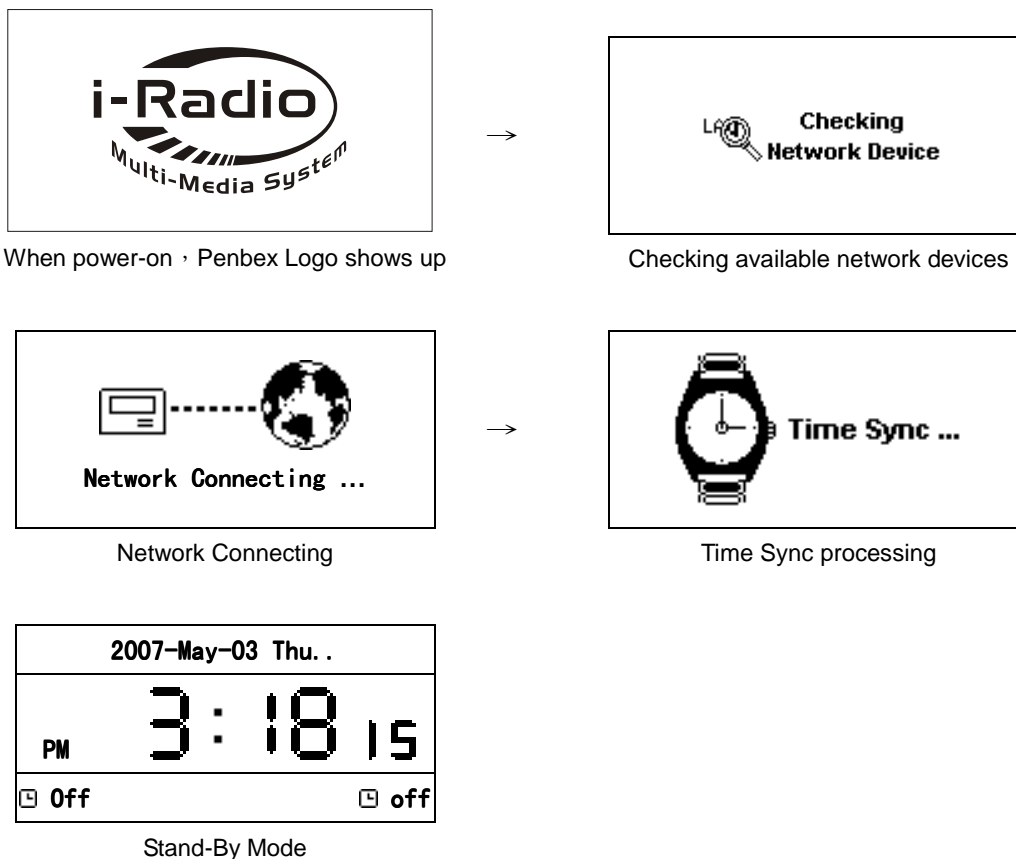 i-Radio
Multi-Media System
→
Checking
Network Device
When power-on，Penbex Logo shows up
Checking available network devices
Network Connecting ...
→
Time Sync ...
Network Connecting
Time Sync processing
2007-May-03 Thu..
PM 3:18 15
Off off
Stand-By Mode